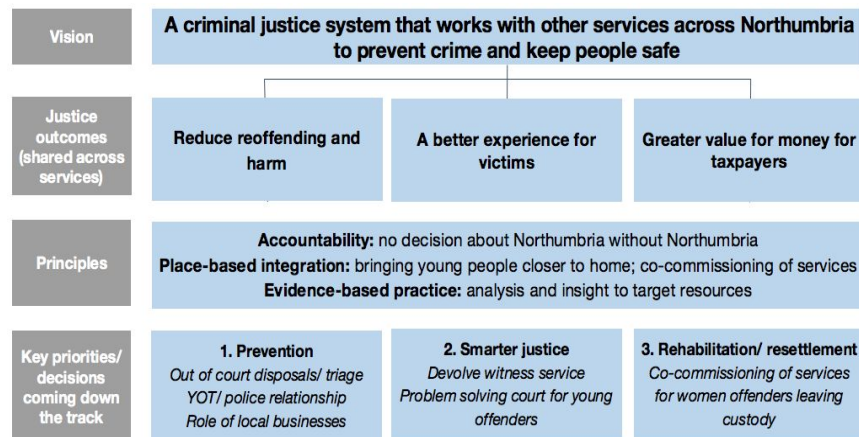 Vision
A criminal justice system that works with other services across Northumbria
to prevent crime and keep people safe
Justice
outcomes
(shared across
services)
Reduce reoffending and
harm
A better experience for
victims
Greater value for money for
taxpayers
Principles
Accountability: no decision about Northumbria without Northumbria
Place-based integration: bringing young people closer to home; co-commissioning of services
Evidence-based practice: analysis and insight to target resources
Key priorities/
decisions
coming down
the track
1. Prevention
Out of court disposals/ triage
YOT/ police relationship
Role of local businesses
2. Smarter justice
Devolve witness service
Problem solving court for young
offenders
3. Rehabilitation/ resettlement
Co-commissioning of services
for women offenders leaving
custody